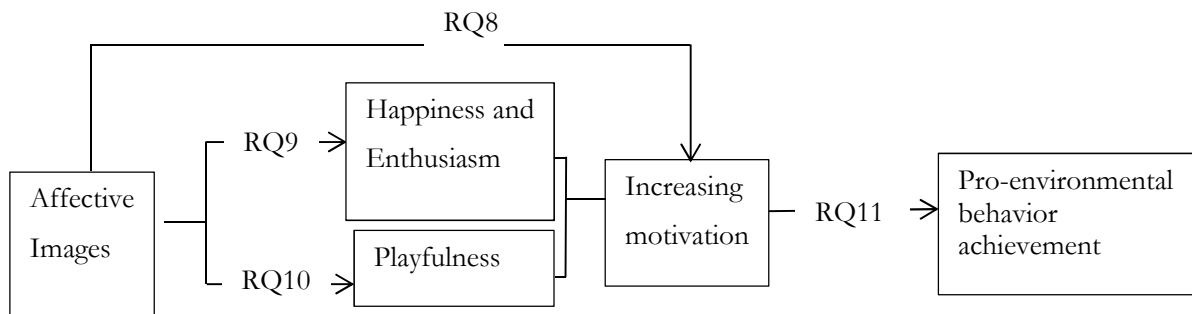 RQ8
Happiness and
Enthusiasm
RQ9
Affective
Images
Increasing
motivation
RQ11
Pro-environmental
behavior
achievement
RQ10
Playfulness